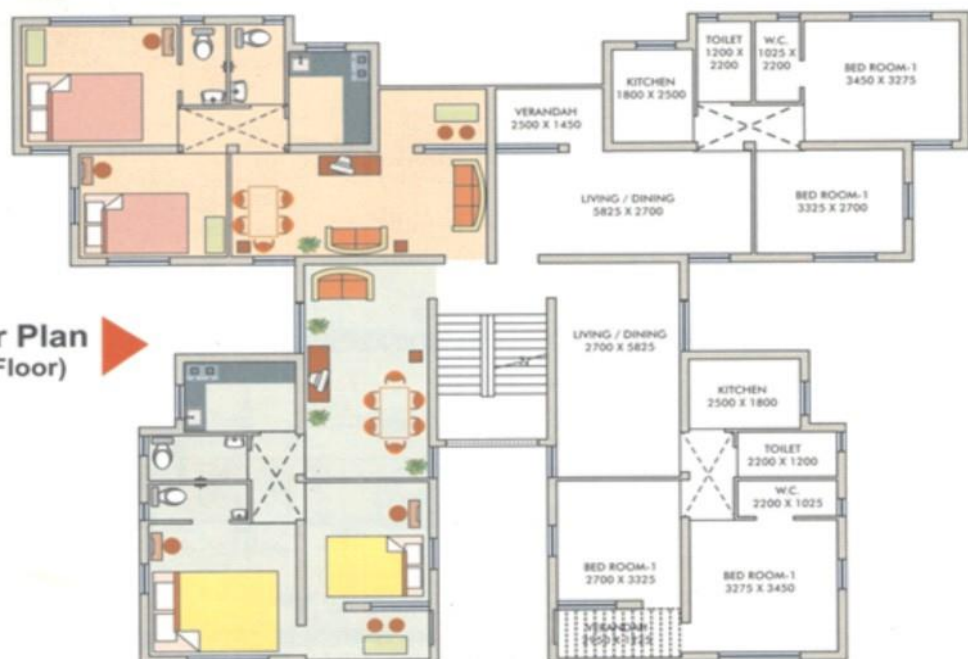 TOILET
1200 X
2200
W.C.
1025 X
2200
BED ROOM-1
3450 X 3275
KITCHEN
1800 X 2500
VERANDAH
2500 X 1450
LIVING / DINING
5825 X 2700
BED ROOM-1
3325 X 2700
r Plan
Floor)
LIVING / DINING
2700 X 5825
KITCHEN
2500 X 1800
TOILET
2200 X 1200
W.C.
2200 X 1025
BED ROOM-1
2700 X 3325
BED ROOM-1
3275 X 3450
VERANDAH